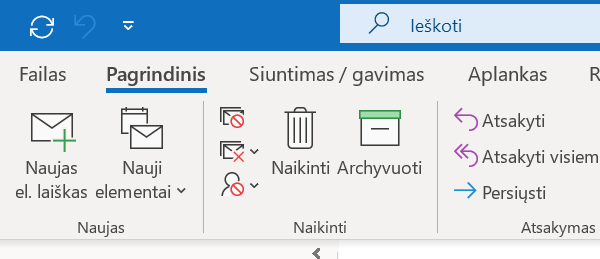 Ieškoti
Failas Pagrindinis Siuntimas / gavimas Aplankas R
Naujas
el. laiškas
Nauji
elementai
Naujas
Naikinti Archyvuoti
Naikinti
Atsakyti
Atsakyti visiem
Persiųsti
Atsakymas